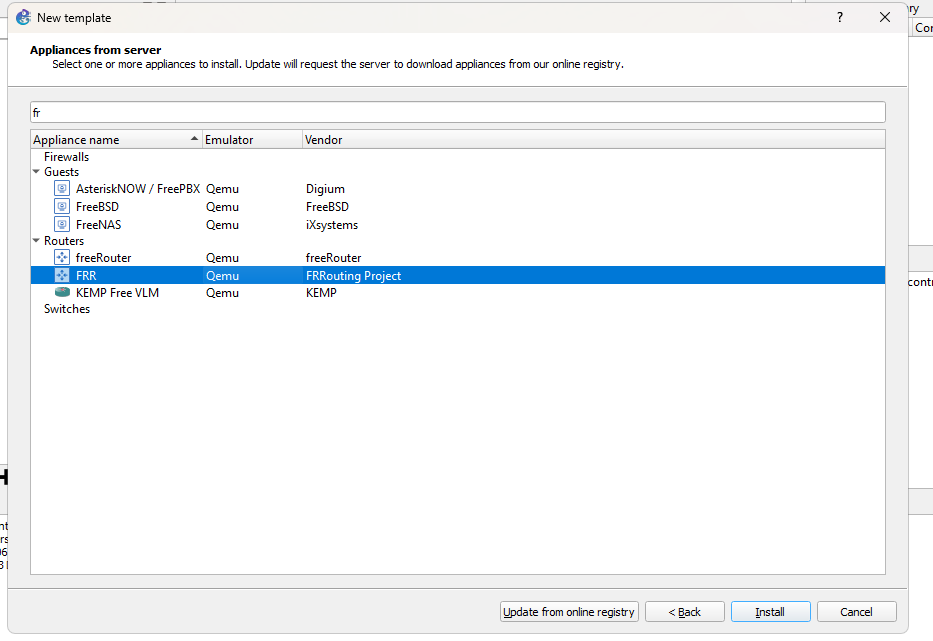 New template
?
Appliances from server
Select one or more appliances to install. Update will request the server to download appliances from our online registry.
fr
Appliance name Emulator Vendor
Firewalls
Guests
AsteriskNOW / FreePBX Qemu Digium
FreeBSD Qemu FreeBSD
FreeNAS Qemu iXsystems
Routers
freeRouter Qemu freeRouter
FRR Qemu FRRouting Project
KEMP Free VLM Qemu KEMP
Switches
Update from online registry < Back Install Cancel